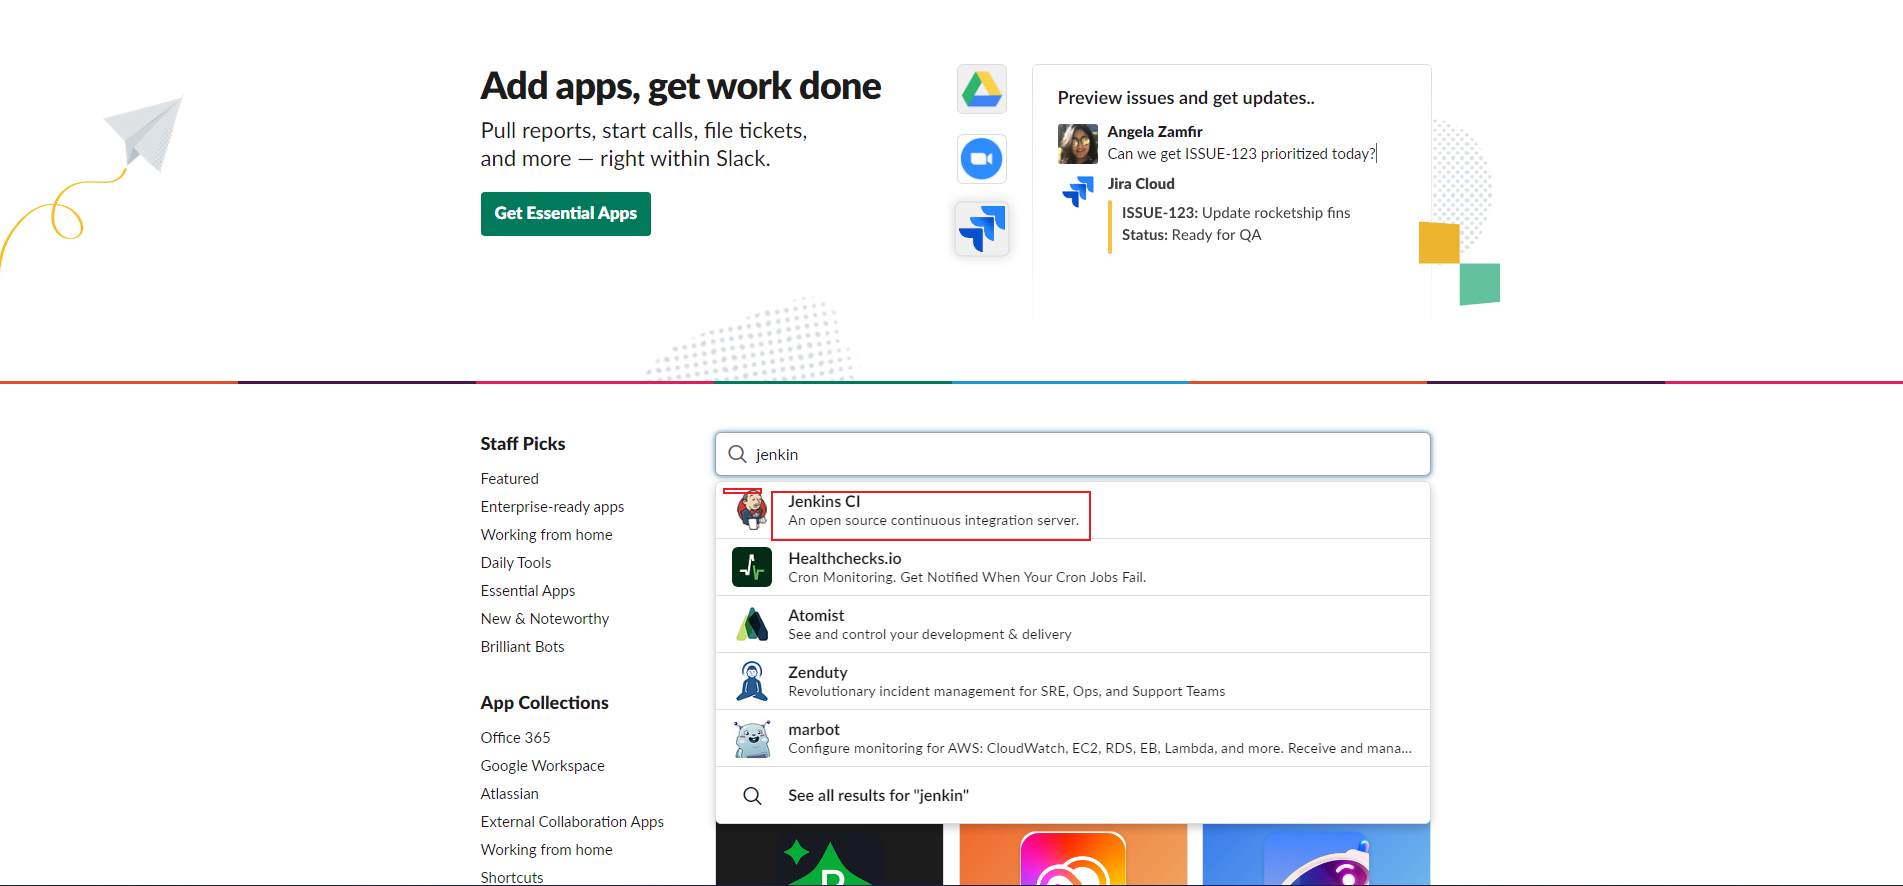 Add apps, get work done
Pull reports, start calls, file tickets,
and more — right within Slack.
Get Essential Apps
Preview issues and get updates..
Angela Zamfir
Can we get ISSUE-123 prioritized today?
Jira Cloud
ISSUE-123: Update rocketship fins
Status: Ready for QA
Staff Picks
Featured
Enterprise-ready apps
Working from home
Daily Tools
Essential Apps
New & Noteworthy
Brilliant Bots
App Collections
Office 365
Google Workspace
Atlassian
External Collaboration Apps
Working from home
Shortcuts
jenkin
Jenkins CI
An open source continuous integration server.
Healthchecks.io
Cron Monitoring. Get Notified When Your Cron Jobs Fail.
Atomist
See and control your development & delivery
Zenduty
Revolutionary incident management for SRE, Ops, and Support Teams
marbot
Configure monitoring for AWS: CloudWatch, EC2, RDS, EB, Lambda, and more. Receive and mana...
See all results for "jenkin"